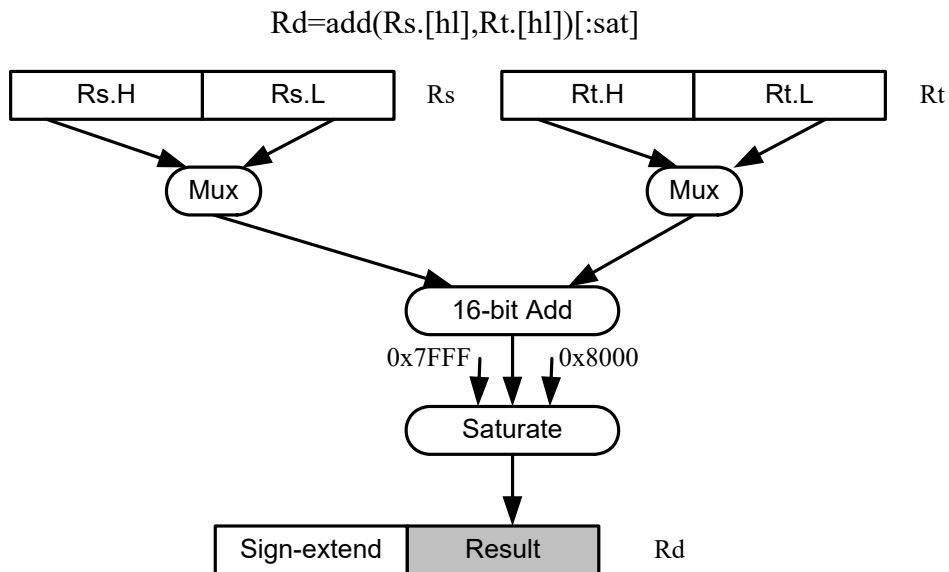 Rd=add(Rs.[hl],Rt.[hl])[:sat]
Rs.H Rs.L Rs Rt.H Rt.L Rt
Mux Mux
16-bit Add
0x7FFF 0x8000
Saturate
Sign-extend Result Rd